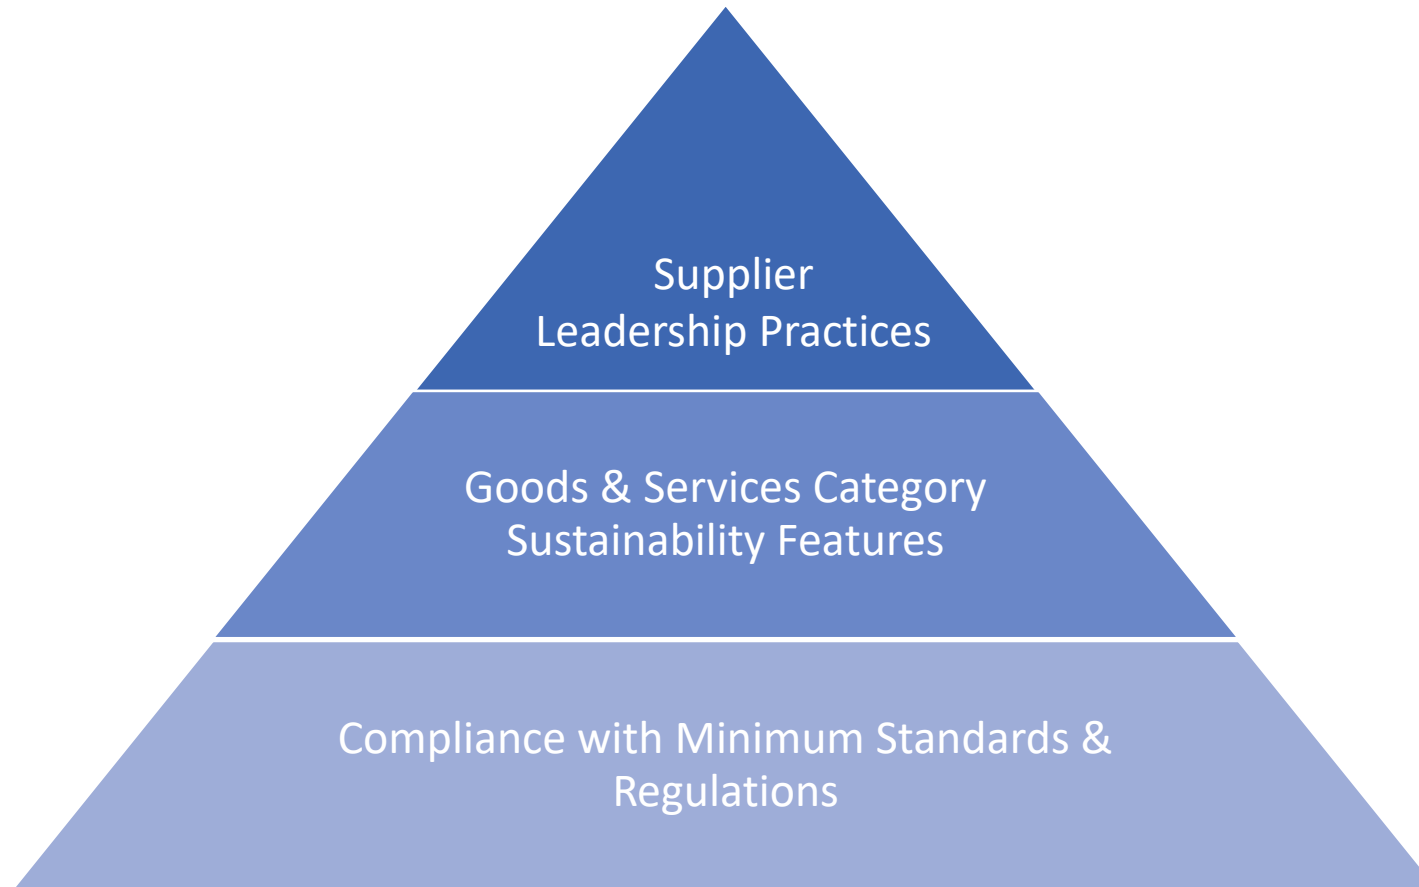 Supplier
Leadership Practices
Goods & Services Category
Sustainability Features
Compliance with Minimum Standards &
Regulations